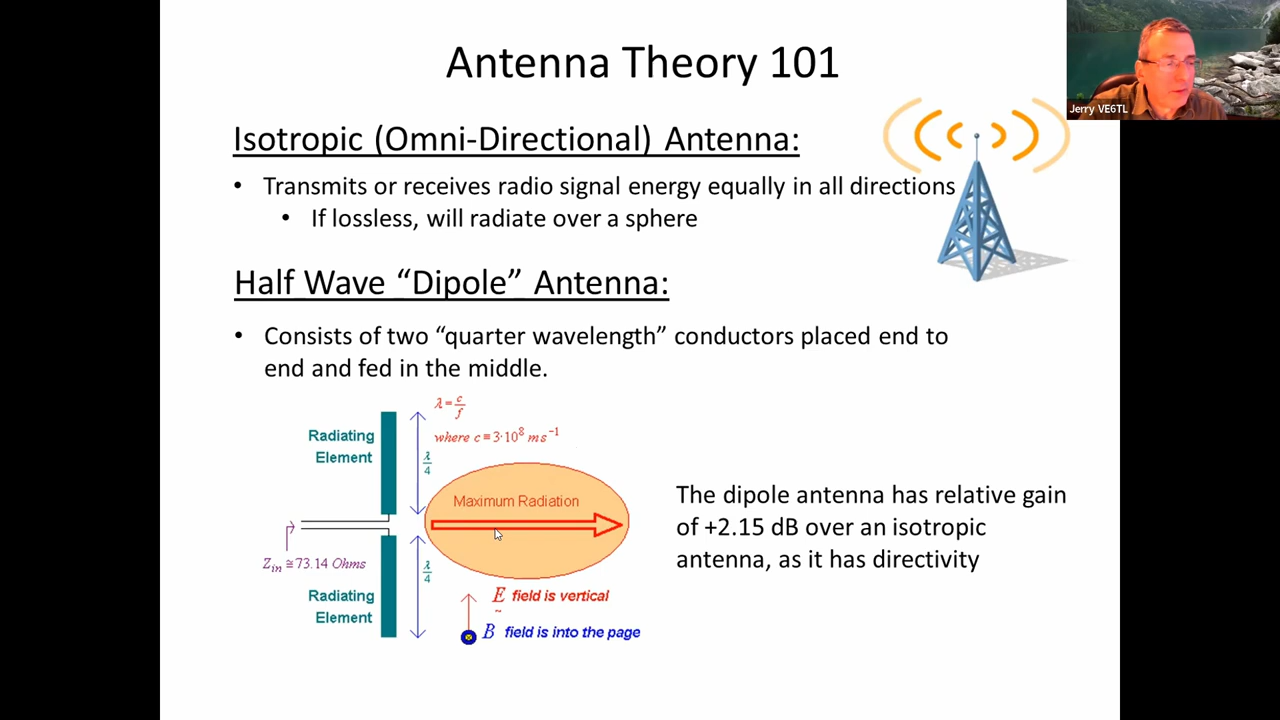 Antenna Theory 101
Jerry VE6TL
Isotropic (Omni-Directional) Antenna:
• Transmits or receives radio signal energy equally in all directions
• If lossless, will radiate over a sphere
Half Wave “Dipole” Antenna:
• Consists of two “quarter wavelength” conductors placed end to
end and fed in the middle.
λ = c/f
where c = 3·10⁸ ms⁻¹
Radiating
Element
λ/4
Maximum Radiation
Z_in ≅ 73.14 Ohms
λ/4
Radiating
Element
E field is vertical
B field is into the page
The dipole antenna has relative gain
of +2.15 dB over an isotropic
antenna, as it has directivity